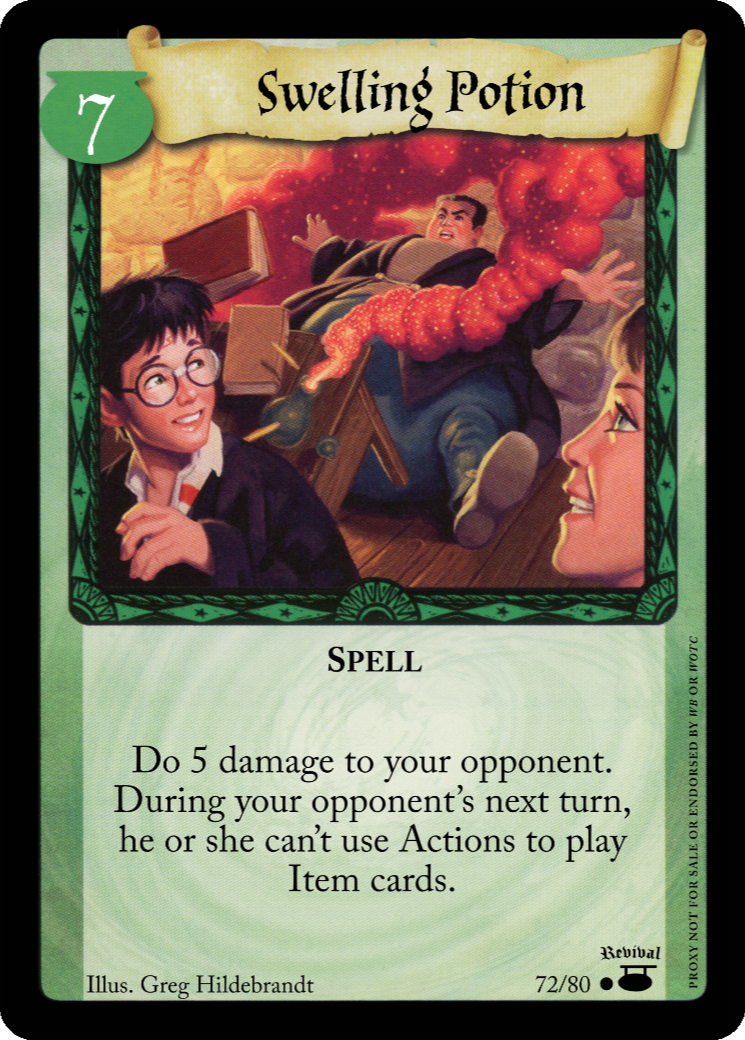 7
Swelling Potion
SPELL
Do 5 damage to your opponent.
During your opponent's next turn,
he or she can't use Actions to play
Item cards.
PROXY NOT FOR SALE OR ENDORSED BY WB OR WOTC
Revival
Illus. Greg Hildebrandt
72/80